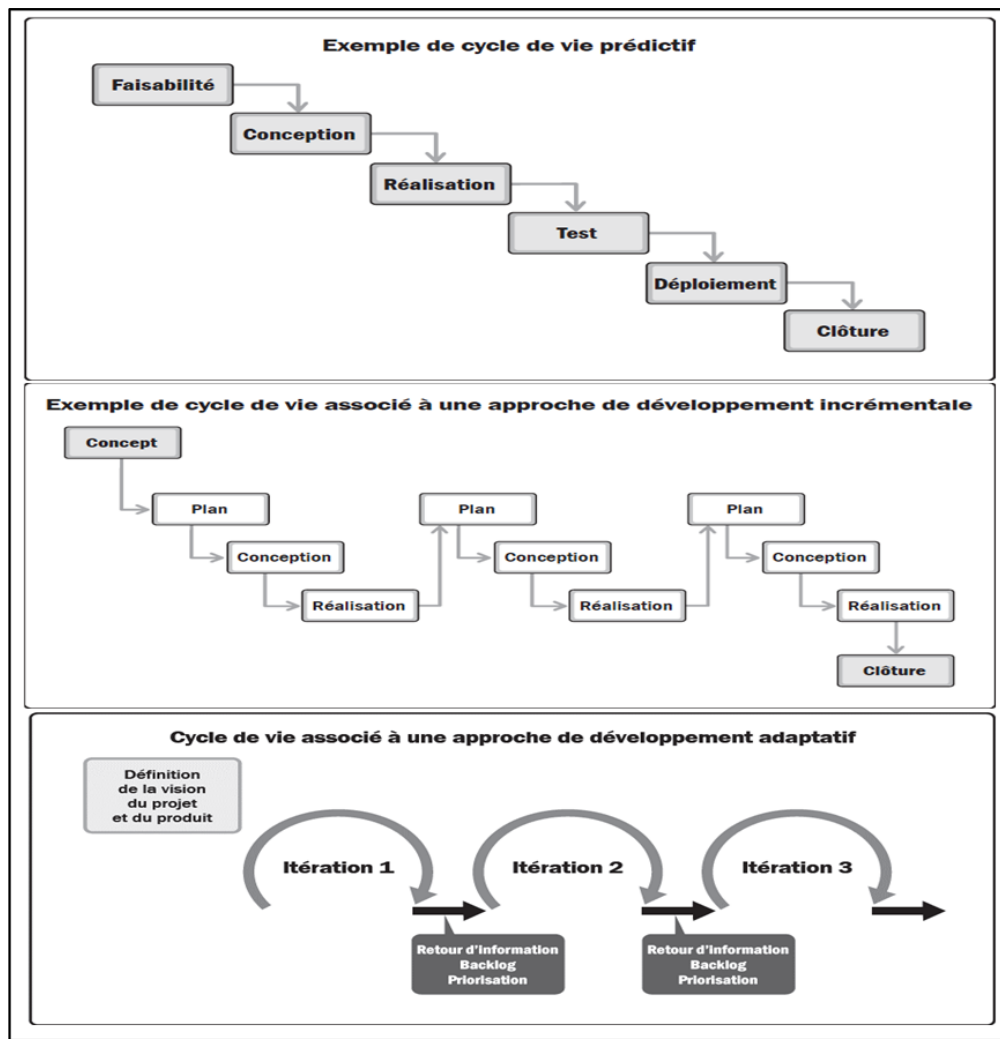 Exemple de cycle de vie prédictif
Faisabilité
Conception
Réalisation
Test
Déploiement
Clôture
Exemple de cycle de vie associé à une approche de développement incrémentale
Concept
Plan
Plan
Plan
Conception
Conception
Conception
Réalisation
Réalisation
Réalisation
Clôture
Cycle de vie associé à une approche de développement adaptatif
Définition
de la vision
du projet
et du produit
Itération 1
Itération 2
Itération 3
Retour d'information
Backlog
Priorisation
Retour d'information
Backlog
Priorisation